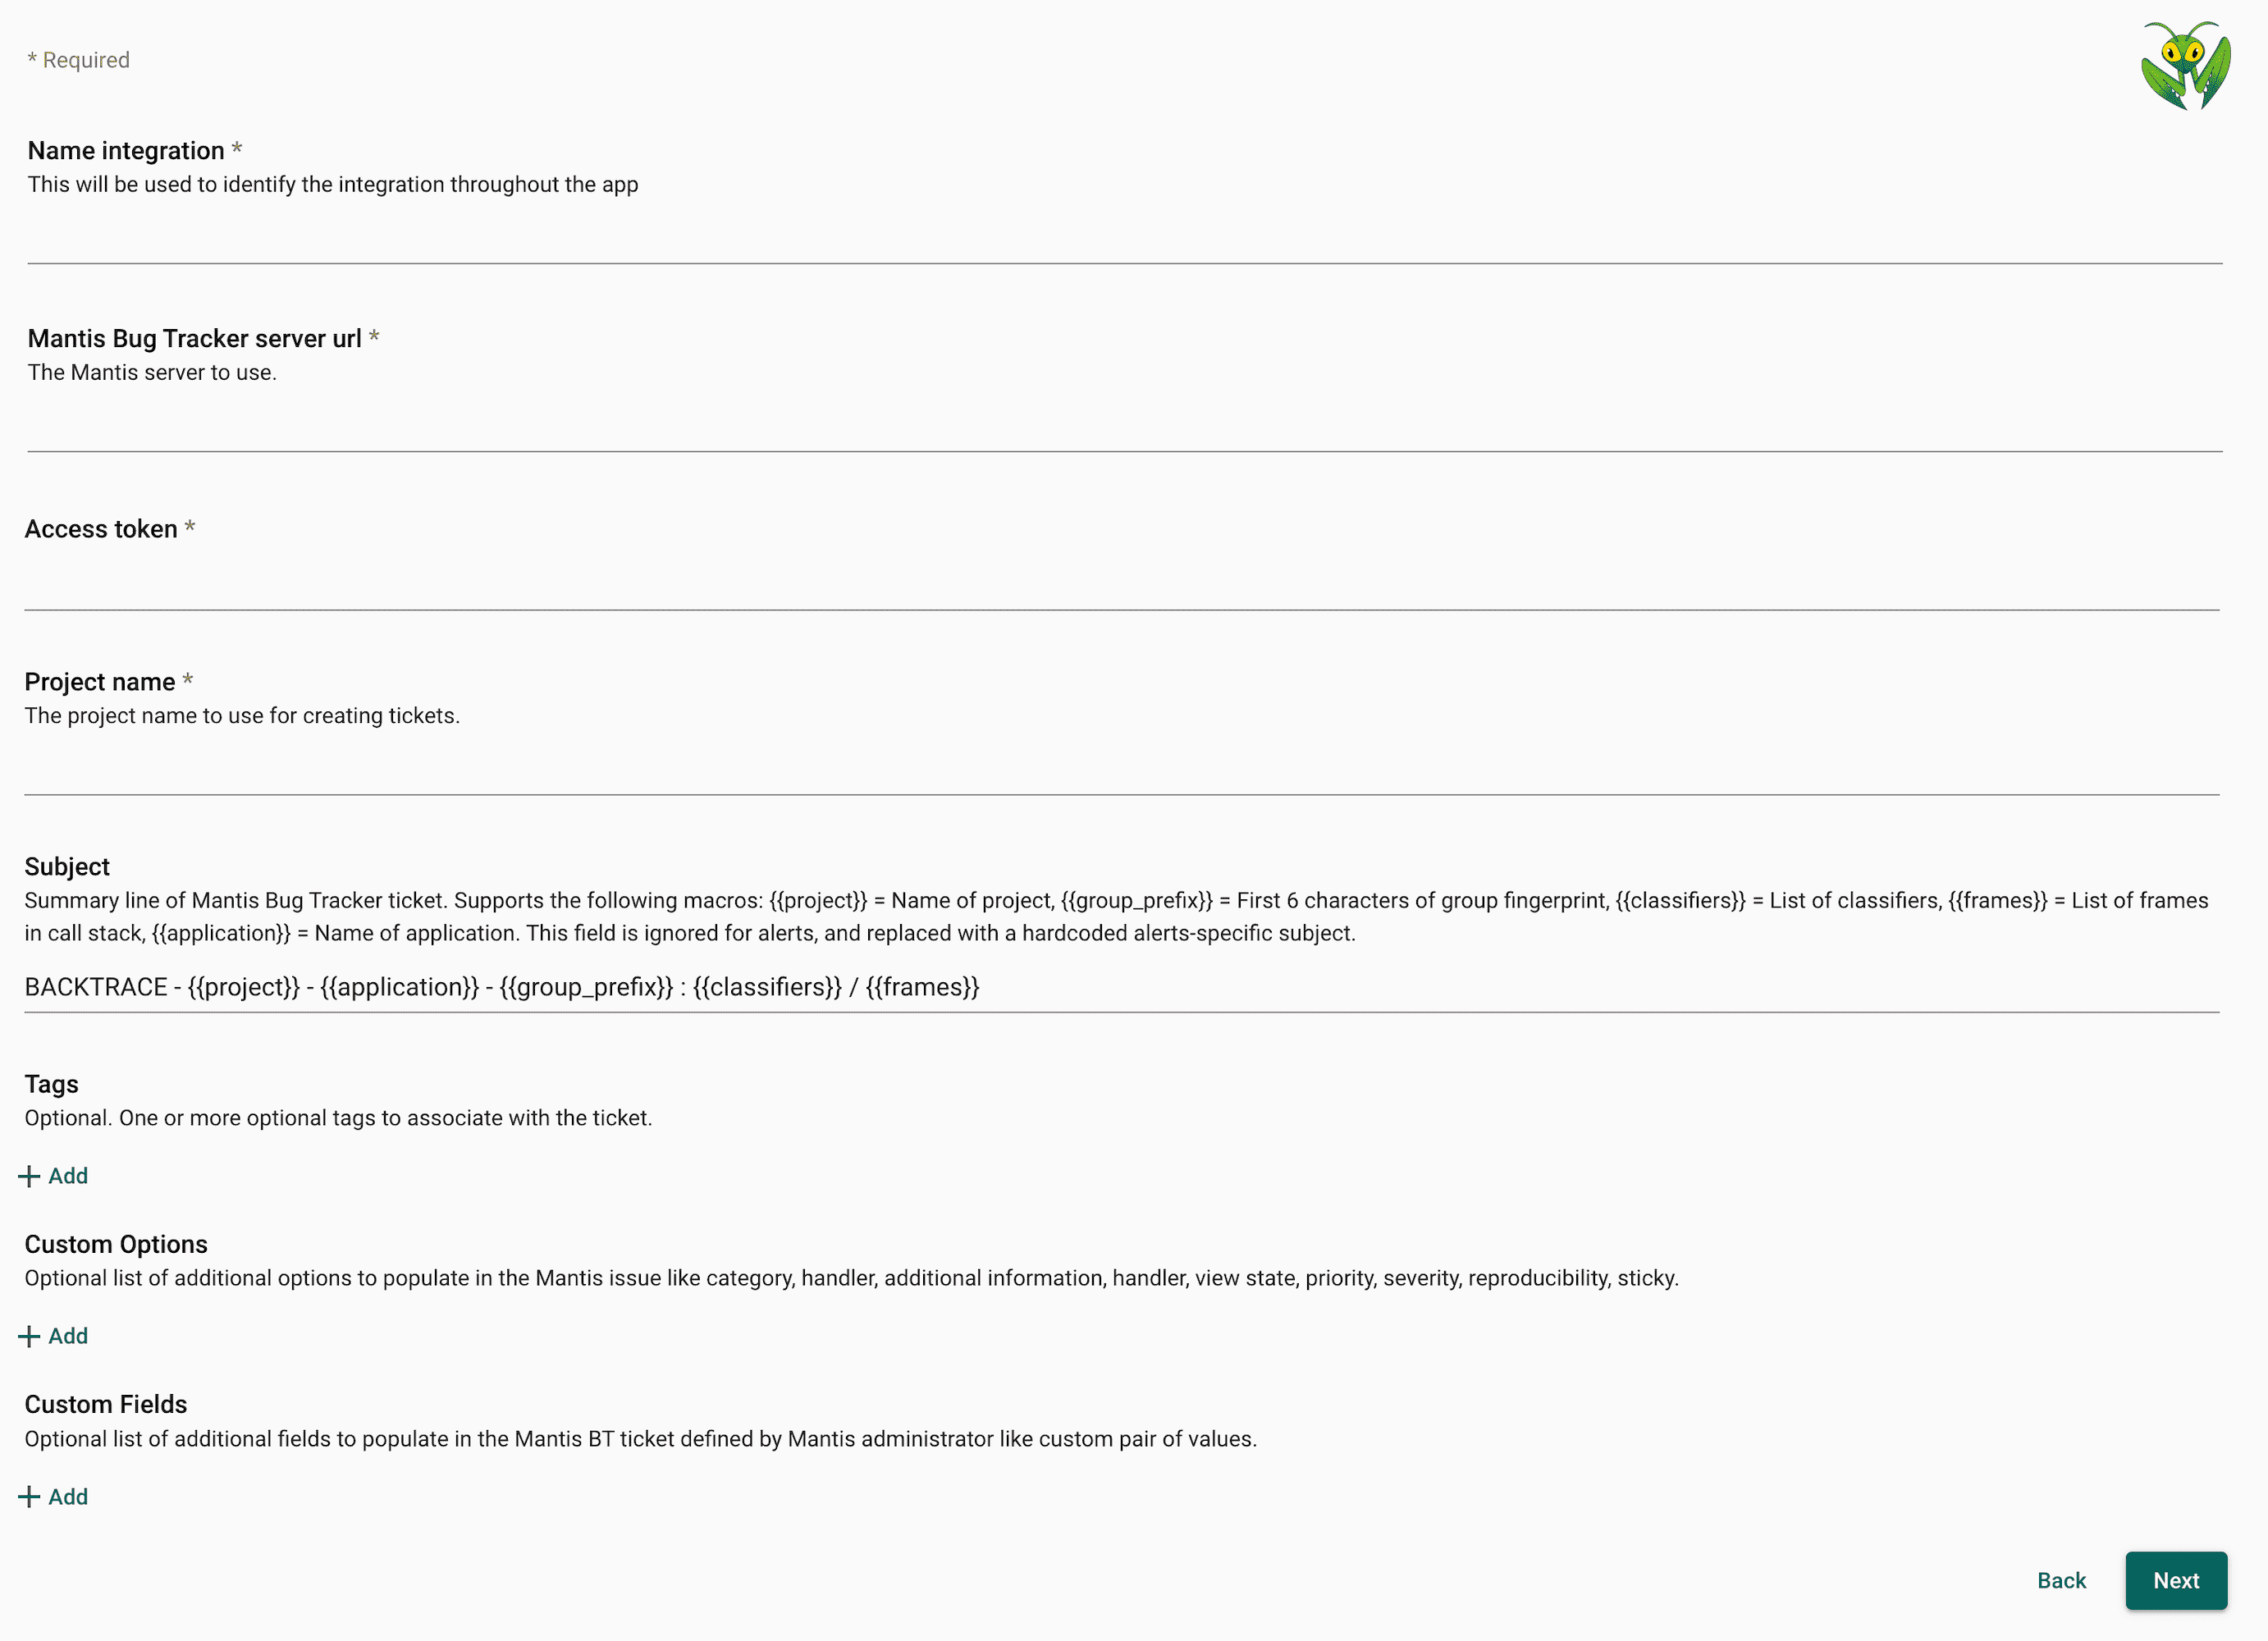 * Required
Name integration *
This will be used to identify the integration throughout the app
Mantis Bug Tracker server url *
The Mantis server to use.
Access token *
Project name *
The project name to use for creating tickets.
Subject
Summary line of Mantis Bug Tracker ticket. Supports the following macros: {{project}} = Name of project, {{group_prefix}} = First 6 characters of group fingerprint, {{classifiers}} = List of classifiers, {{frames}} = List of frames
in call stack, {{application}} = Name of application. This field is ignored for alerts, and replaced with a hardcoded alerts-specific subject.
BACKTRACE - {{project}} - {{application}} - {{group_prefix}} : {{classifiers}} / {{frames}}
Tags
Optional. One or more optional tags to associate with the ticket.
Add
Custom Options
Optional list of additional options to populate in the Mantis issue like category, handler, additional information, handler, view state, priority, severity, reproducibility, sticky.
Add
Custom Fields
Optional list of additional fields to populate in the Mantis BT ticket defined by Mantis administrator like custom pair of values.
Add
Back
Next